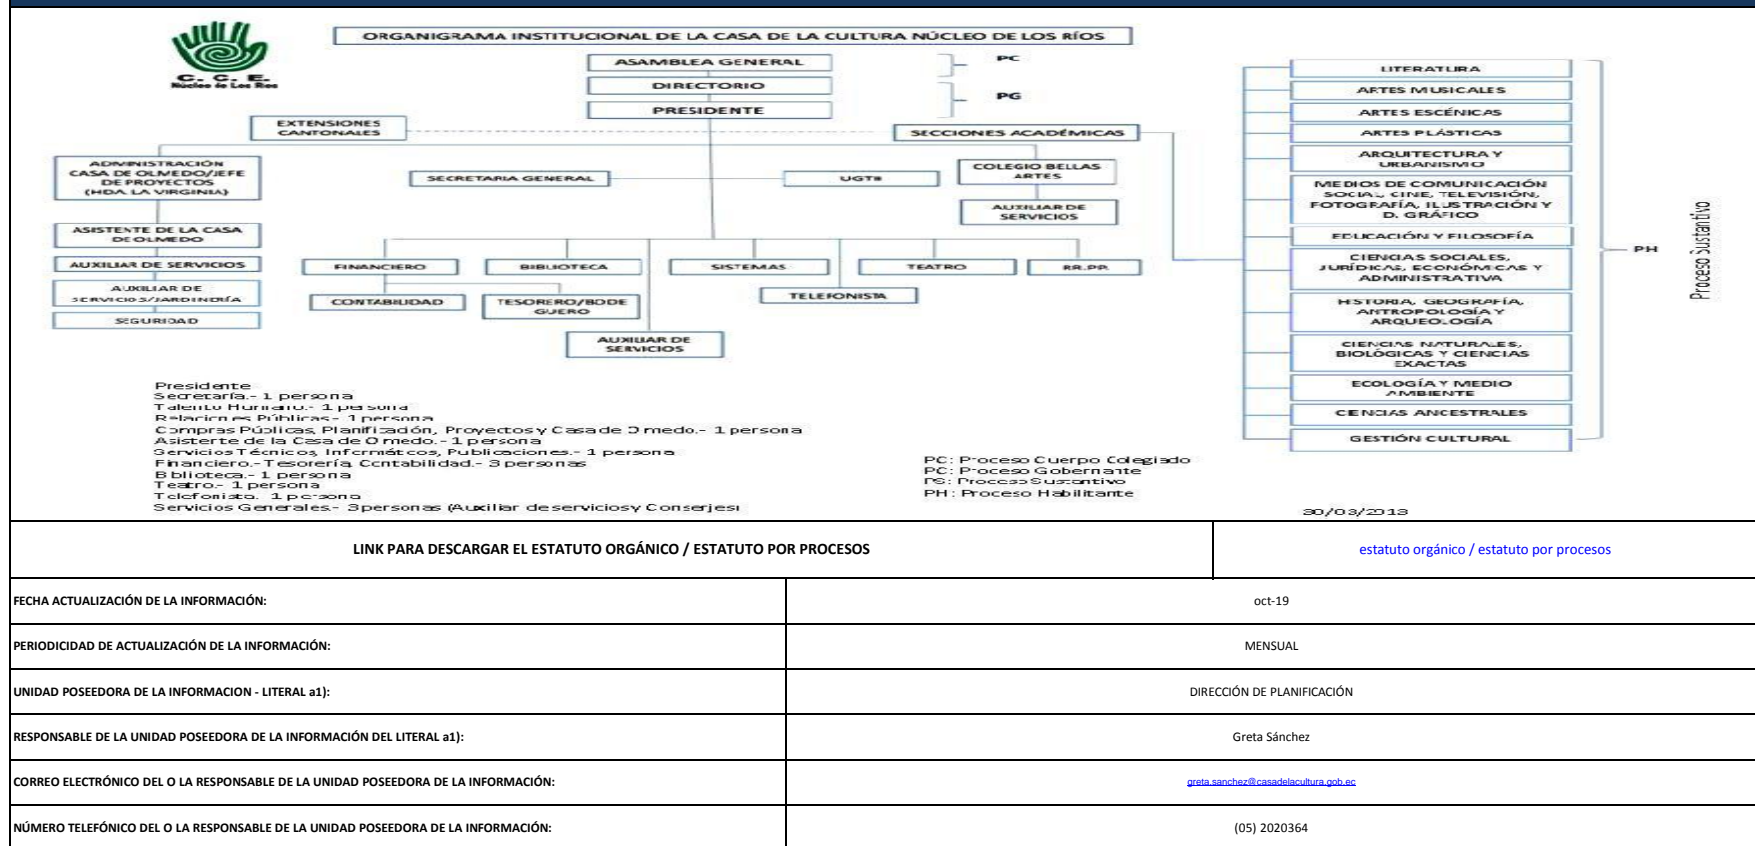 ORGANIGRAMA INSTITUCIONAL DE LA CASA DE LA CULTURA NÚCLEO DE LOS RÍOS
C. C. E.
Núcleo de Los Ríos
ASAMBLEA GENERAL
PC
DIRECTORIO
PG
PRESIDENTE
EXTENSIONES
CANTONALES
SECCIONES ACADÉMICAS
ADMINISTRACIÓN
CASA DE OLMEDO/JEFE
DE PROYECTOS
(HDA. LA VIRGINIA)
SECRETARIA GENERAL
UGTH
COLEGIO BELLAS
ARTES
AUXILIAR DE
SERVICIOS
ASISTENTE DE LA CASA
DE OLMEDO
AUXILIAR DE SERVICIOS
AUXILIAR DE
SERVICIOS/JARDINERÍA
SEGURIDAD
FINANCIERO
BIBLIOTECA
SISTEMAS
TEATRO
RR.PP.
CONTABILIDAD
TESORERO/BODE
GUERO
TELEFONISTA
AUXILIAR DE
SERVICIOS
LITERATURA
ARTES MUSICALES
ARTES ESCÉNICAS
ARTES PLÁSTICAS
ARQUITECTURA Y
URBANISMO
MEDIOS DE COMUNICACIÓN
SOCIAL, CINE, TELEVISIÓN,
FOTOGRAFÍA, ILUSTRACIÓN Y
D. GRÁFICO
EDUCACIÓN Y FILOSOFÍA
CIENCIAS SOCIALES,
JURÍDICAS, ECONÓMICAS Y
ADMINISTRATIVA
HISTORIA, GEOGRAFÍA,
ANTROPOLOGÍA Y
ARQUEOLOGÍA
CIENCIAS NATURALES,
BIOLÓGICAS Y CIENCIAS
EXACTAS
ECOLOGÍA Y MEDIO
AMBIENTE
CIENCIAS ANCESTRALES
GESTIÓN CULTURAL
PH
Proceso Sustantivo
Presidente
Secretaría.- 1 persona
Talento Humano.- 1 persona
Relaciones Públicas.- 1 persona
Compras Públicas, Planificación, Proyectos y Casa de Olmedo.- 1 persona
Asistente de la Casa de Olmedo.- 1 persona
Servicios Técnicos, Informáticos, Publicaciones.- 1 persona
Financiero.- Tesorería, Contabilidad.- 3 personas
Biblioteca.- 1 persona
Teatro.- 1 persona
Telefonista. 1 persona
Servicios Generales.- 3 personas (Auxiliar de servicios y Conserjes)
PC: Proceso Cuerpo Colegiado
PC: Proceso Gobernante
PS: Proceso Sustantivo
PH: Proceso Habilitante
30/03/2013
LINK PARA DESCARGAR EL ESTATUTO ORGÁNICO / ESTATUTO POR PROCESOS
estatuto orgánico / estatuto por procesos
FECHA ACTUALIZACIÓN DE LA INFORMACIÓN:
oct-19
PERIODICIDAD DE ACTUALIZACIÓN DE LA INFORMACIÓN:
MENSUAL
UNIDAD POSEEDORA DE LA INFORMACION - LITERAL a1):
DIRECCIÓN DE PLANIFICACIÓN
RESPONSABLE DE LA UNIDAD POSEEDORA DE LA INFORMACIÓN DEL LITERAL a1):
Greta Sánchez
CORREO ELECTRÓNICO DEL O LA RESPONSABLE DE LA UNIDAD POSEEDORA DE LA INFORMACIÓN:
greta.sanchez@casadelacultura.gob.ec
NÚMERO TELEFÓNICO DEL O LA RESPONSABLE DE LA UNIDAD POSEEDORA DE LA INFORMACIÓN:
(05) 2020364